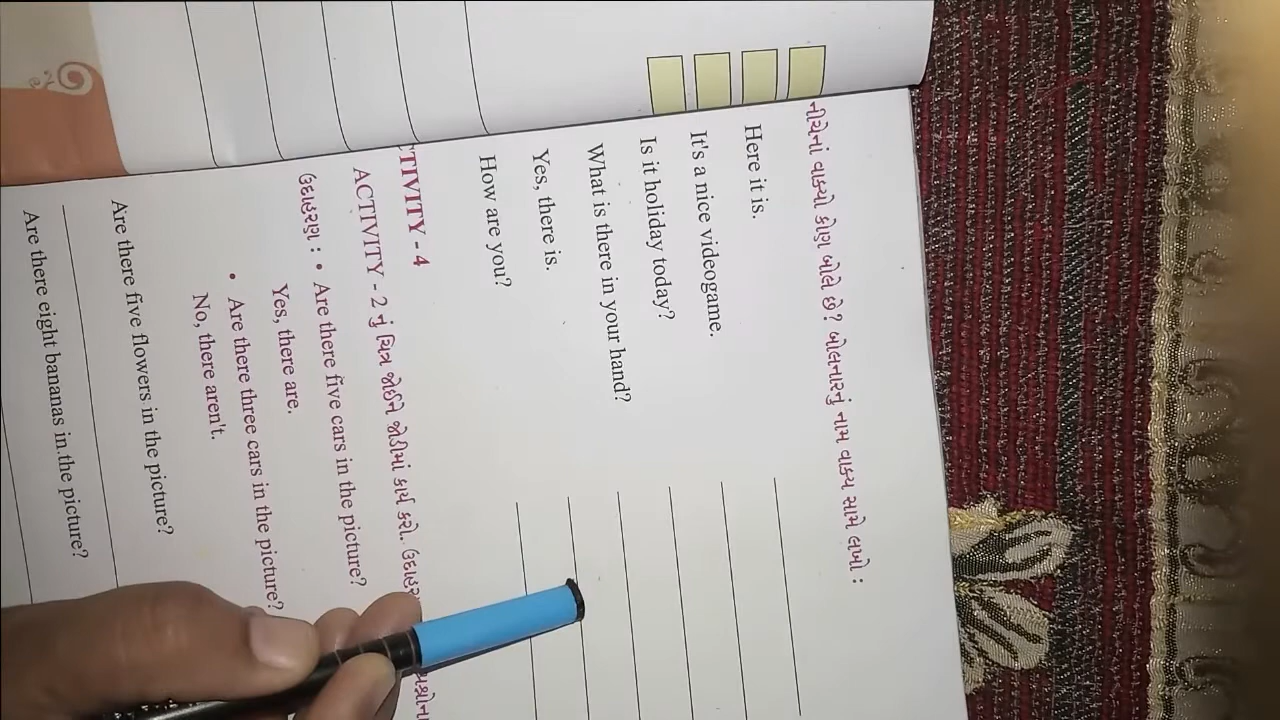 નીચેનાં વાક્યો કોણ બોલે છે? બોલનારનું નામ વાક્ય સામે લખો :
Here it is.
It's a nice videogame.
Is it holiday today?
What is there in your hand?
Yes, there is.
How are you?
CTIVITY - 4
ACTIVITY - 2 નું ચિત્ર જોઈને જોડીમાં કાર્ય કરો.
ઉદાહરણ : • Are there five cars in the picture?
Yes, there are.
• Are there three cars in the picture?
No, there aren't.
Are there five flowers in the picture?
Are there eight bananas in the picture?